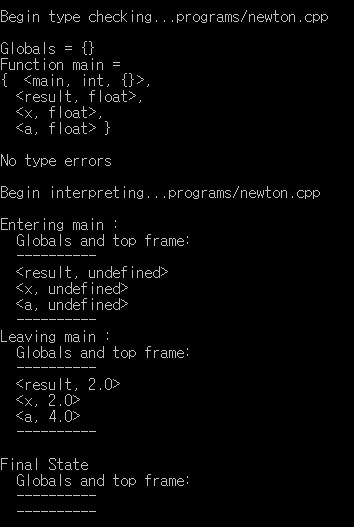 Begin type checking...programs/newton.cpp
Globals = {}
Function main =
{  <main, int, {}>,
  <result, float>,
  <x, float>,
  <a, float> }
No type errors
Begin interpreting...programs/newton.cpp
Entering main :
  Globals and top frame:
  ----------
  <result, undefined>
  <x, undefined>
  <a, undefined>
  ----------
Leaving main :
  Globals and top frame:
  ----------
  <result, 2.0>
  <x, 2.0>
  <a, 4.0>
  ----------
Final State
  Globals and top frame:
  ----------
  ----------